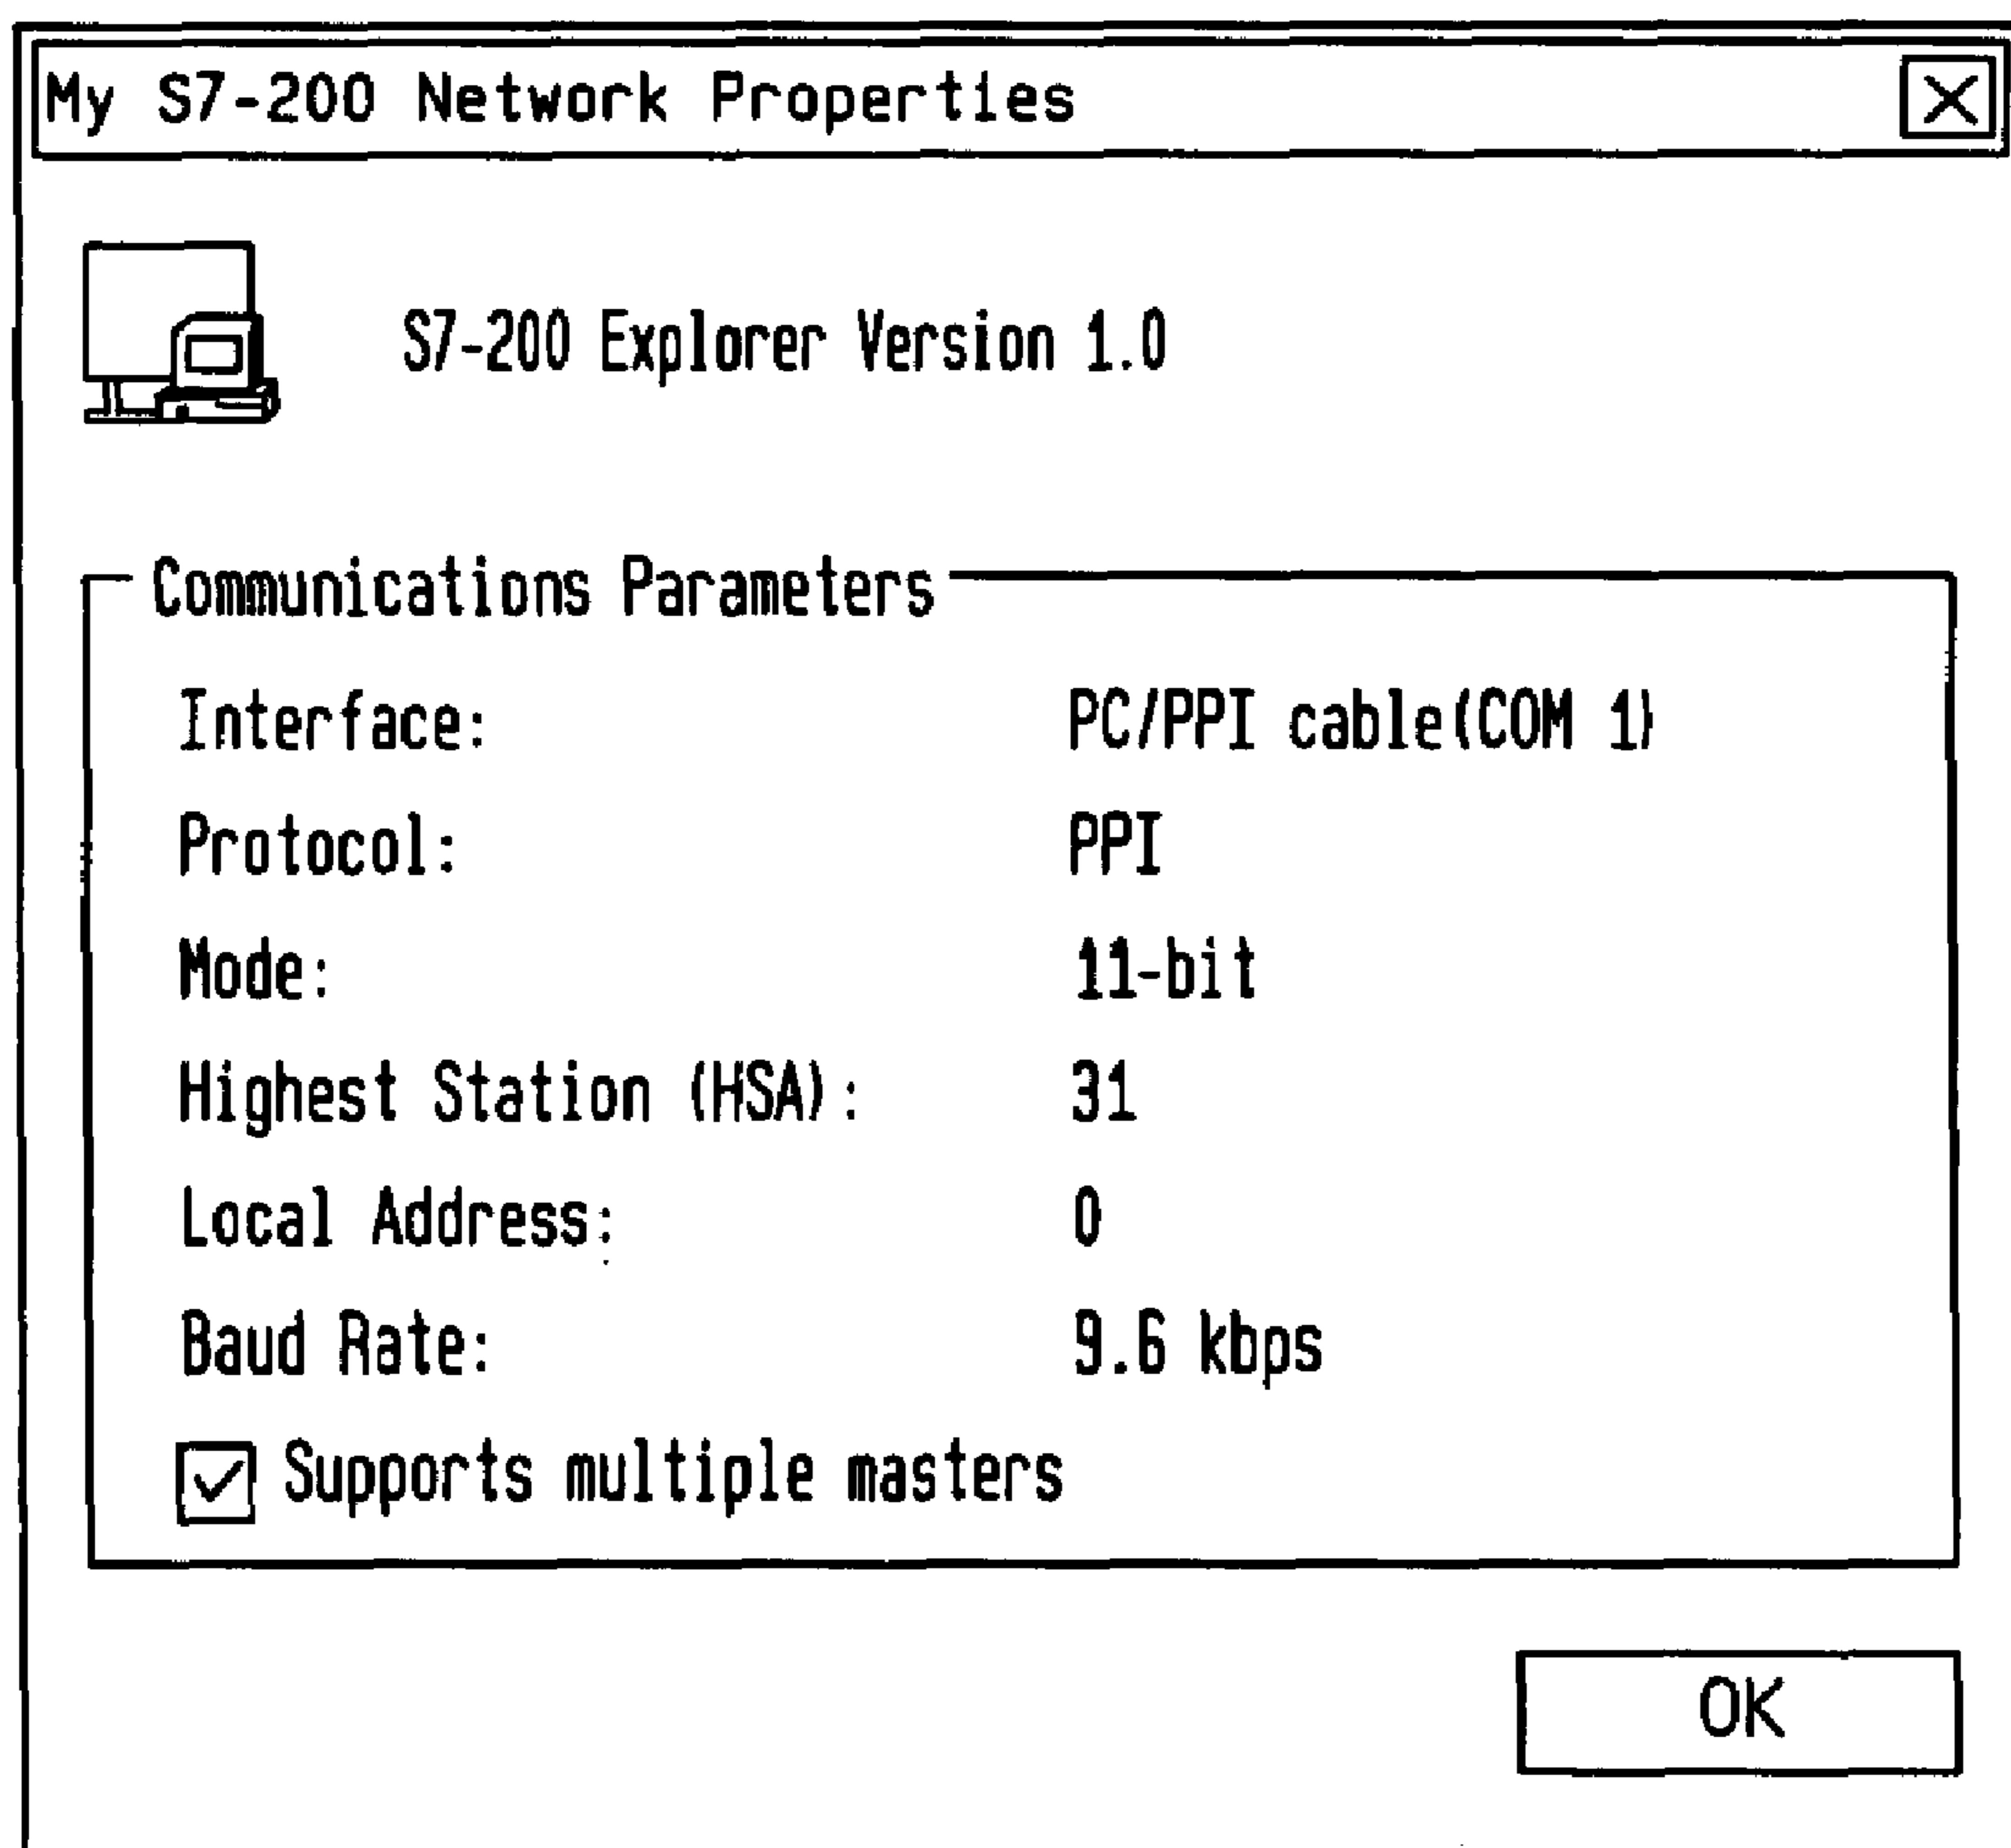 My S7-200 Network Properties
S7-200 Explorer Version 1.0
Communications Parameters
Interface: PC/PPI cable(COM 1)
Protocol: PPI
Mode: 11-bit
Highest Station (HSA): 31
Local Address: 0
Baud Rate: 9.6 kbps
Supports multiple masters
OK